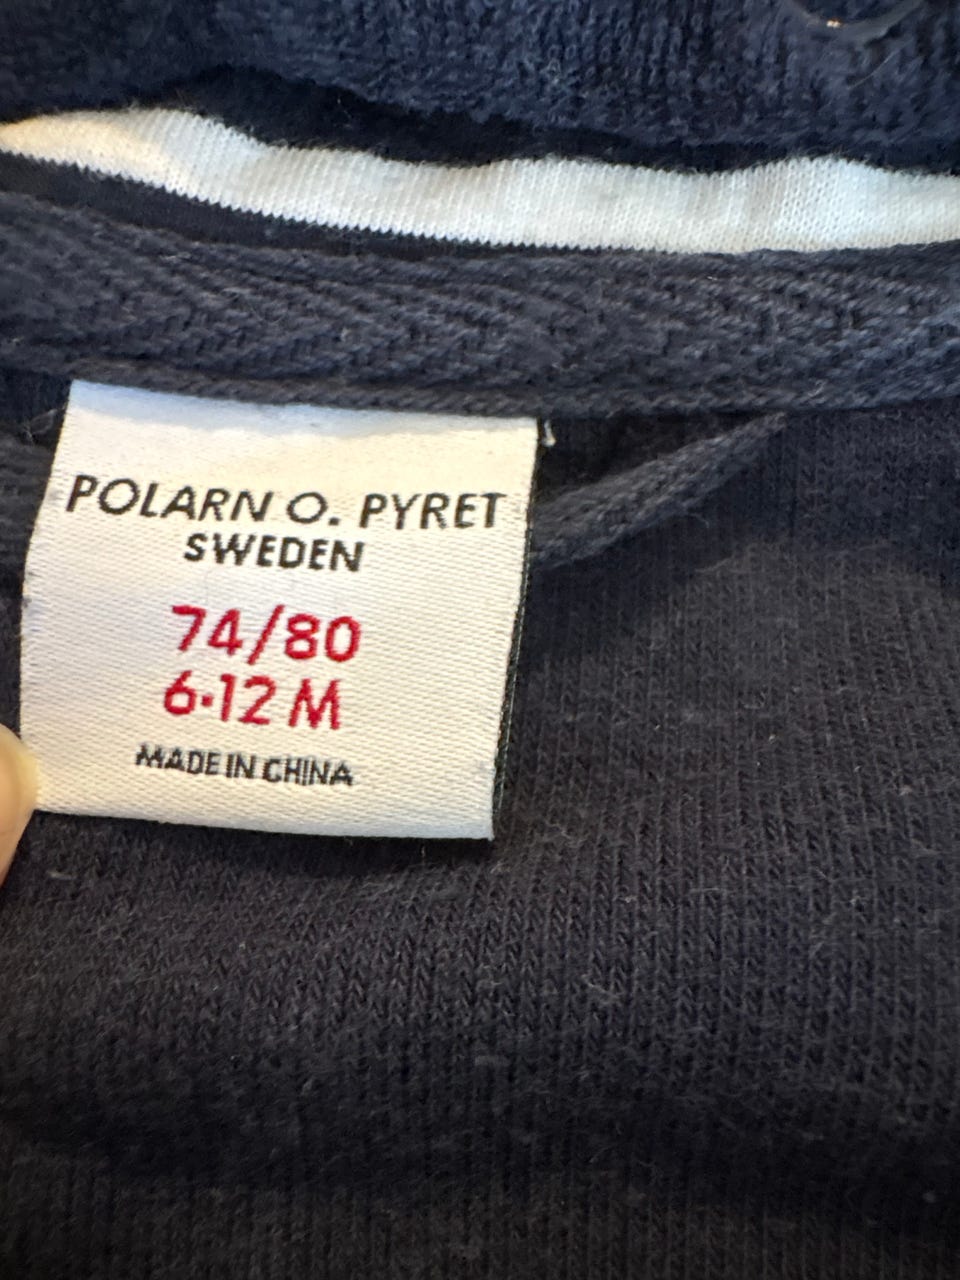 POLARN O. PYRET
SWEDEN
74/80
6-12 M
MADE IN CHINA